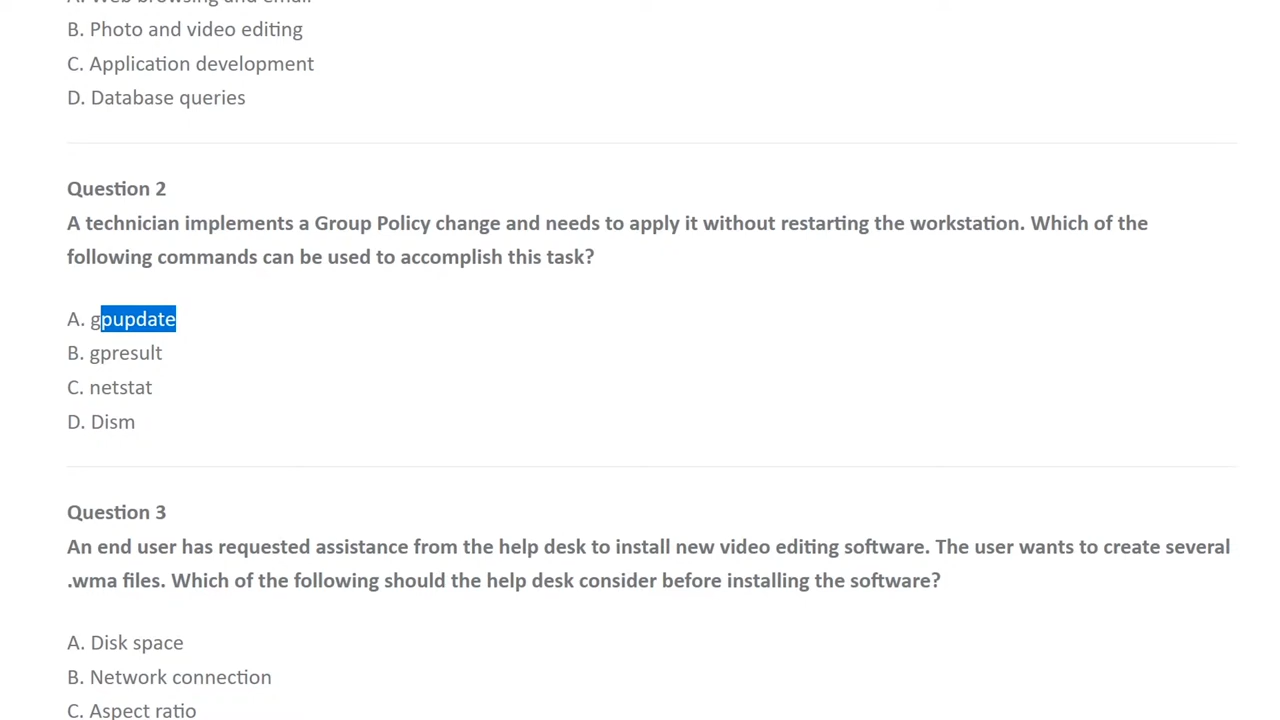 A. Web browsing and email
B. Photo and video editing
C. Application development
D. Database queries
Question 2
A technician implements a Group Policy change and needs to apply it without restarting the workstation. Which of the
following commands can be used to accomplish this task?
A. gpupdate
B. gpresult
C. netstat
D. Dism
Question 3
An end user has requested assistance from the help desk to install new video editing software. The user wants to create several
.wma files. Which of the following should the help desk consider before installing the software?
A. Disk space
B. Network connection
C. Aspect ratio